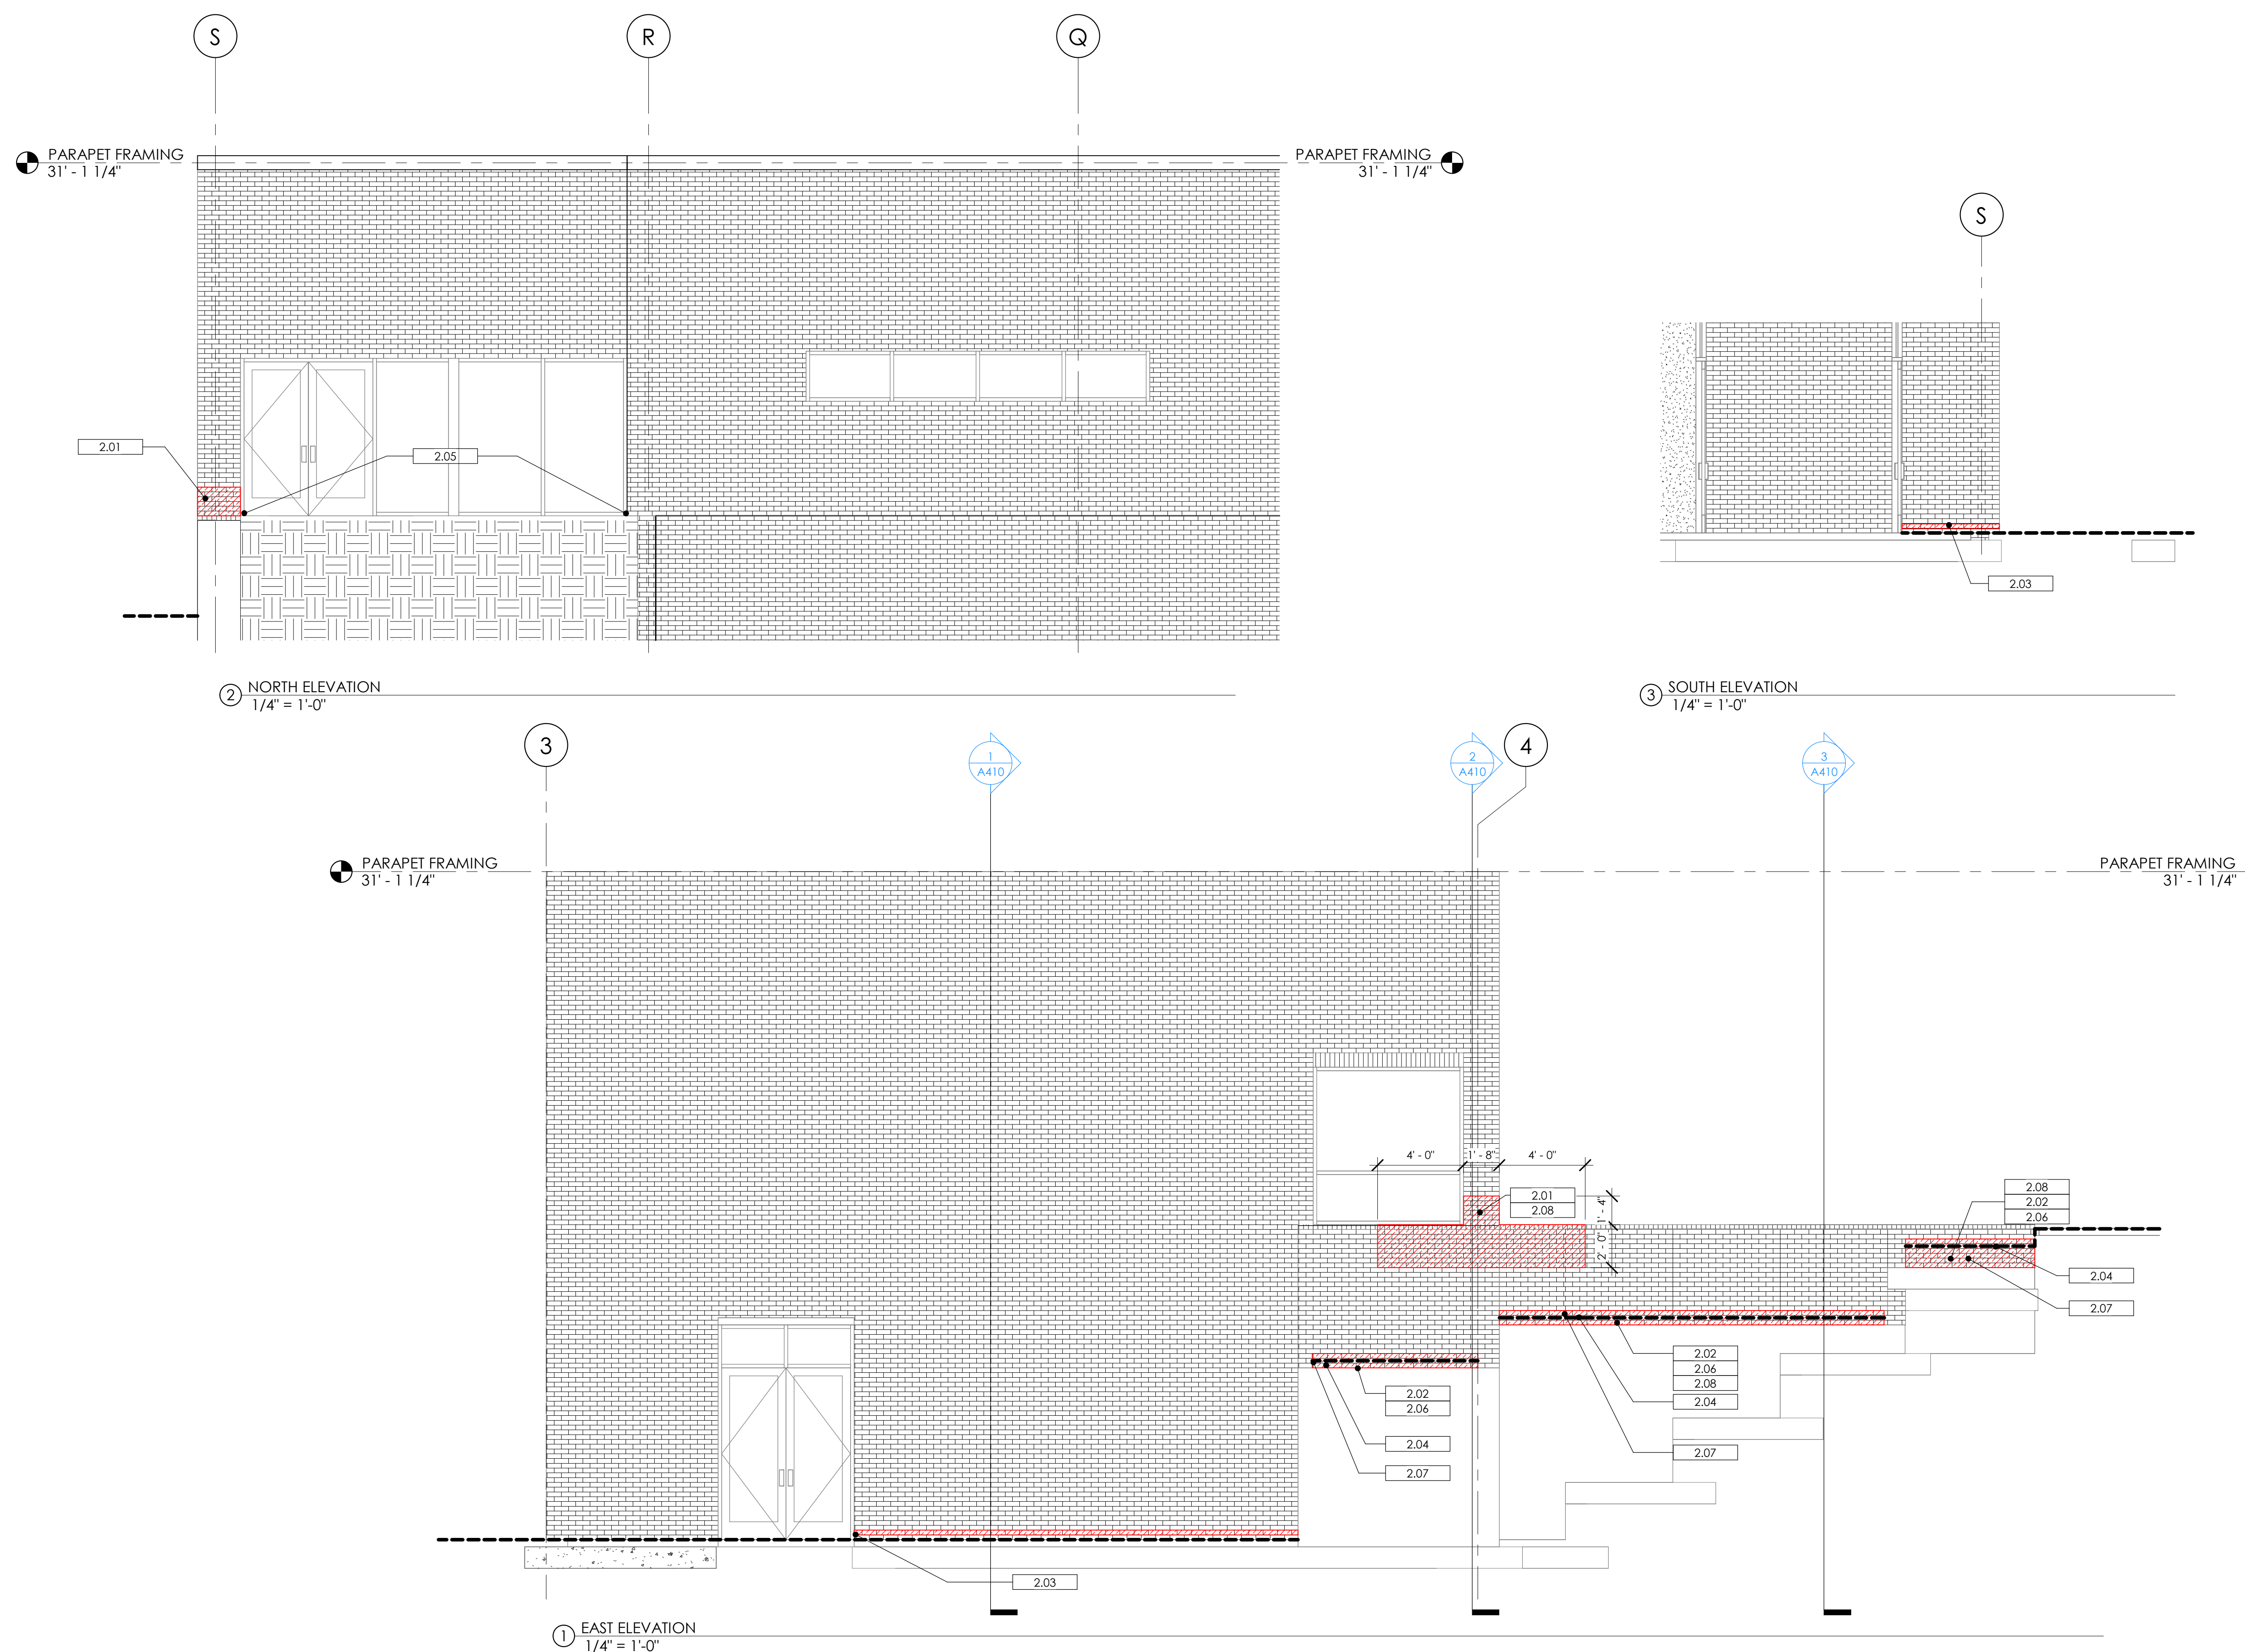 S
R
Q
PARAPET FRAMING
31' - 1 1/4"
PARAPET FRAMING
31' - 1 1/4"
S
2.01
2.05
2.03
2 NORTH ELEVATION
1/4" = 1'-0"
3 SOUTH ELEVATION
1/4" = 1'-0"
3
1
A410
2
A410
4
3
A410
PARAPET FRAMING
31' - 1 1/4"
PARAPET FRAMING
31' - 1 1/4"
4' - 0"
1' - 8"
4' - 0"
2.01
2.08
1' - 4"
2' - 0"
2.08
2.02
2.06
2.04
2.07
2.02
2.06
2.08
2.04
2.07
2.02
2.06
2.04
2.07
2.03
1 EAST ELEVATION
1/4" = 1'-0"